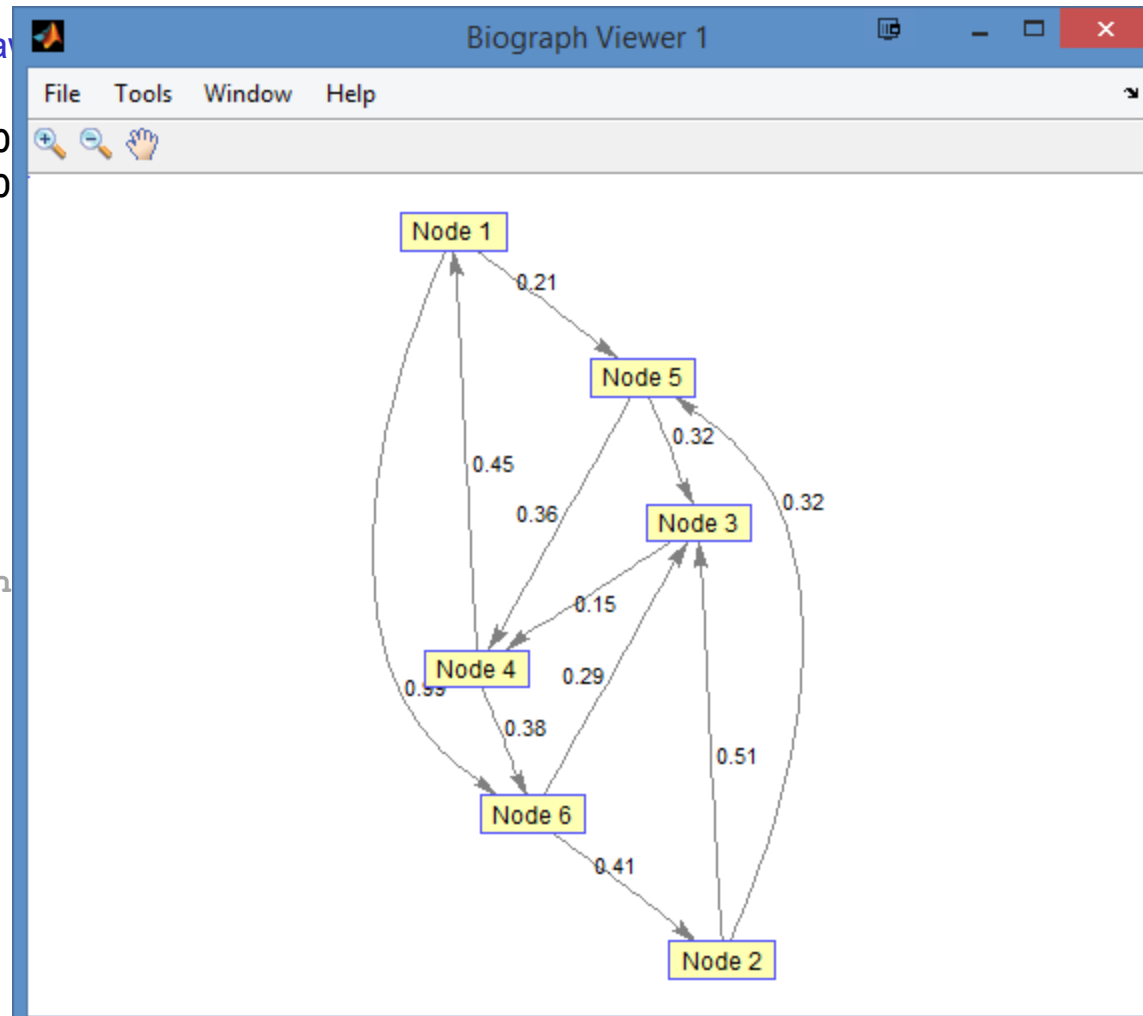 Biograph Viewer 1
File Tools Window Help
Node 1
0.21
Node 5
0.32
0.45
0.32
0.36
Node 3
0.15
Node 4
0.29
0.99
0.38
0.51
Node 6
0.41
Node 2